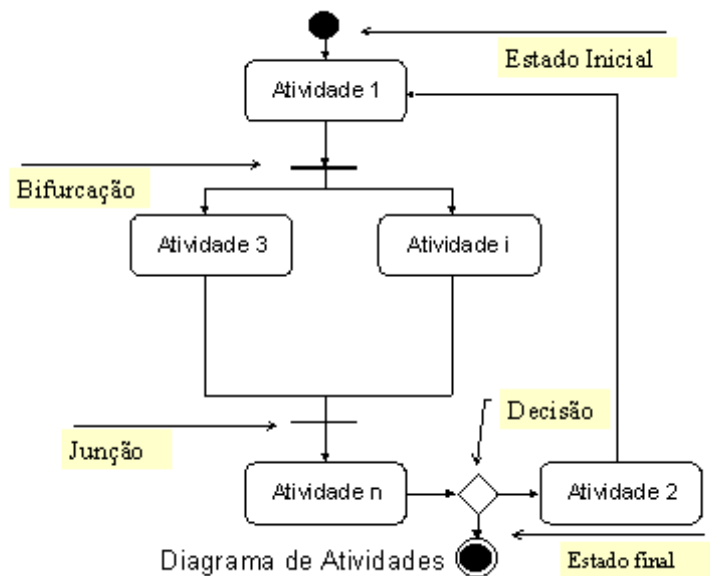 Estado Inicial
Atividade 1
Bifurcação
Atividade 3
Atividade i
Decisão
Junção
Atividade n
Atividade 2
Diagrama de Atividades
Estado final